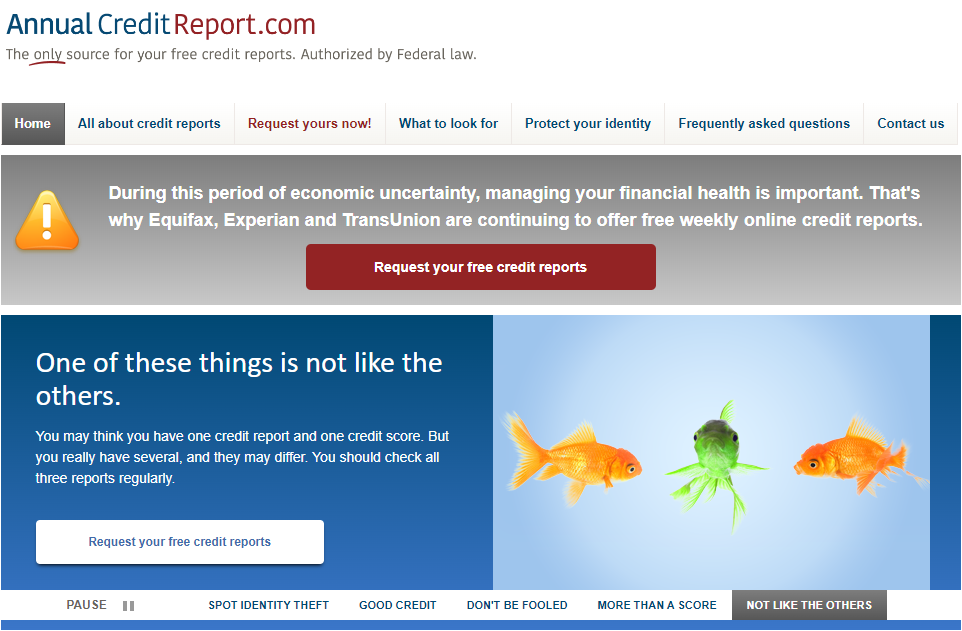 AnnualCreditReport.com
The only source for your free credit reports. Authorized by Federal law.
Home
All about credit reports
Request yours now!
What to look for
Protect your identity
Frequently asked questions
Contact us
During this period of economic uncertainty, managing your financial health is important. That's
why Equifax, Experian and TransUnion are continuing to offer free weekly online credit reports.
Request your free credit reports
One of these things is not like the
others.
You may think you have one credit report and one credit score. But
you really have several, and they may differ. You should check all
three reports regularly.
Request your free credit reports
PAUSE
SPOT IDENTITY THEFT
GOOD CREDIT
DON'T BE FOOLED
MORE THAN A SCORE
NOT LIKE THE OTHERS